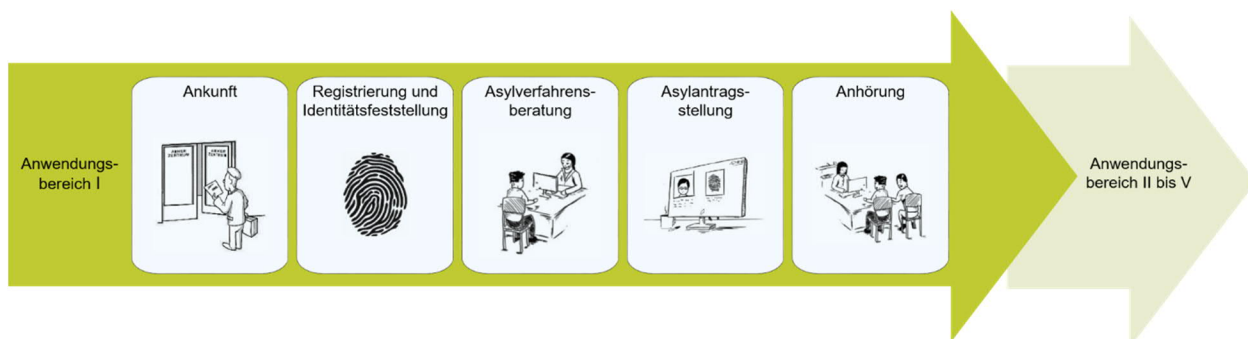 Anwendungs-
bereich I
Ankunft
Registrierung und
Identitätsfeststellung
Asylverfahrens-
beratung
Asylantrags-
stellung
Anhörung
Anwendungs-
bereich II bis V